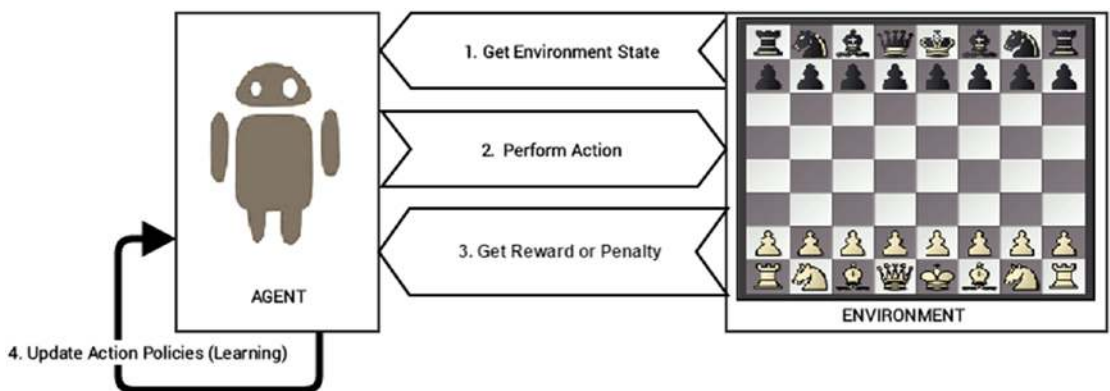 1. Get Environment State
2. Perform Action
3. Get Reward or Penalty
AGENT
ENVIRONMENT
4. Update Action Policies (Learning)